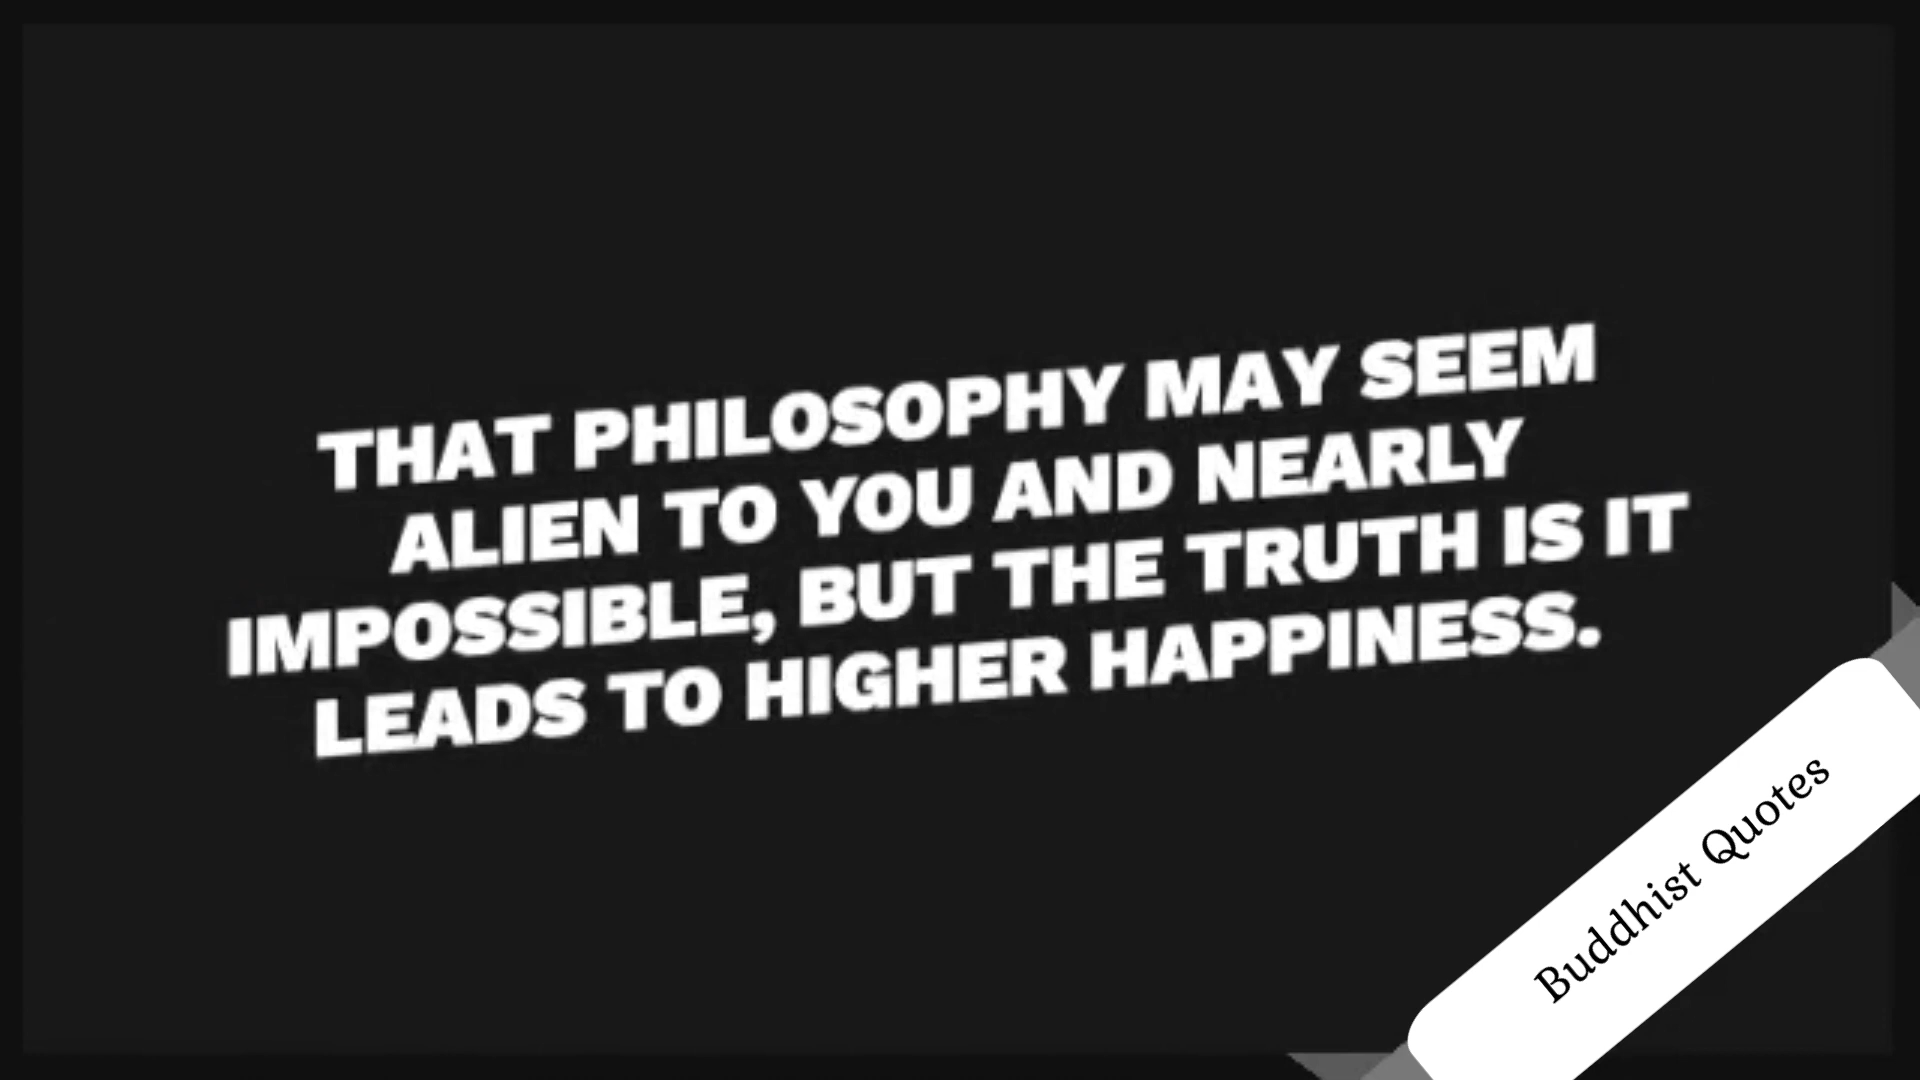 THAT PHILOSOPHY MAY SEEM
ALIEN TO YOU AND NEARLY
IMPOSSIBLE, BUT THE TRUTH IS IT
LEADS TO HIGHER HAPPINESS.
Buddhist Quotes